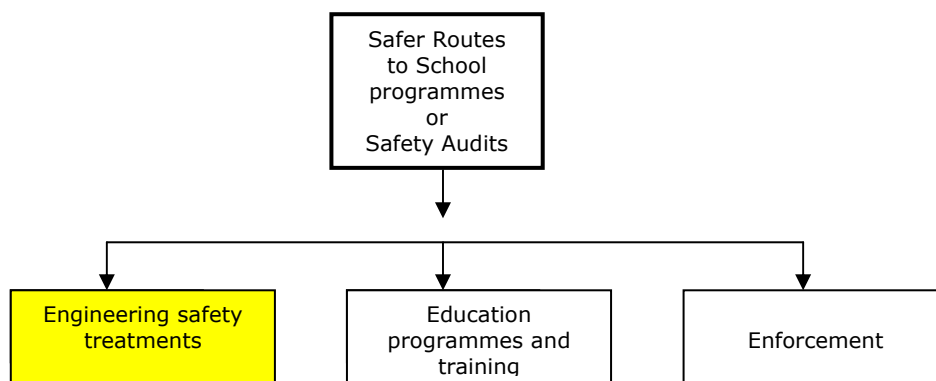 Safer Routes
to School
programmes
or
Safety Audits
Engineering safety
treatments
Education
programmes and
training
Enforcement